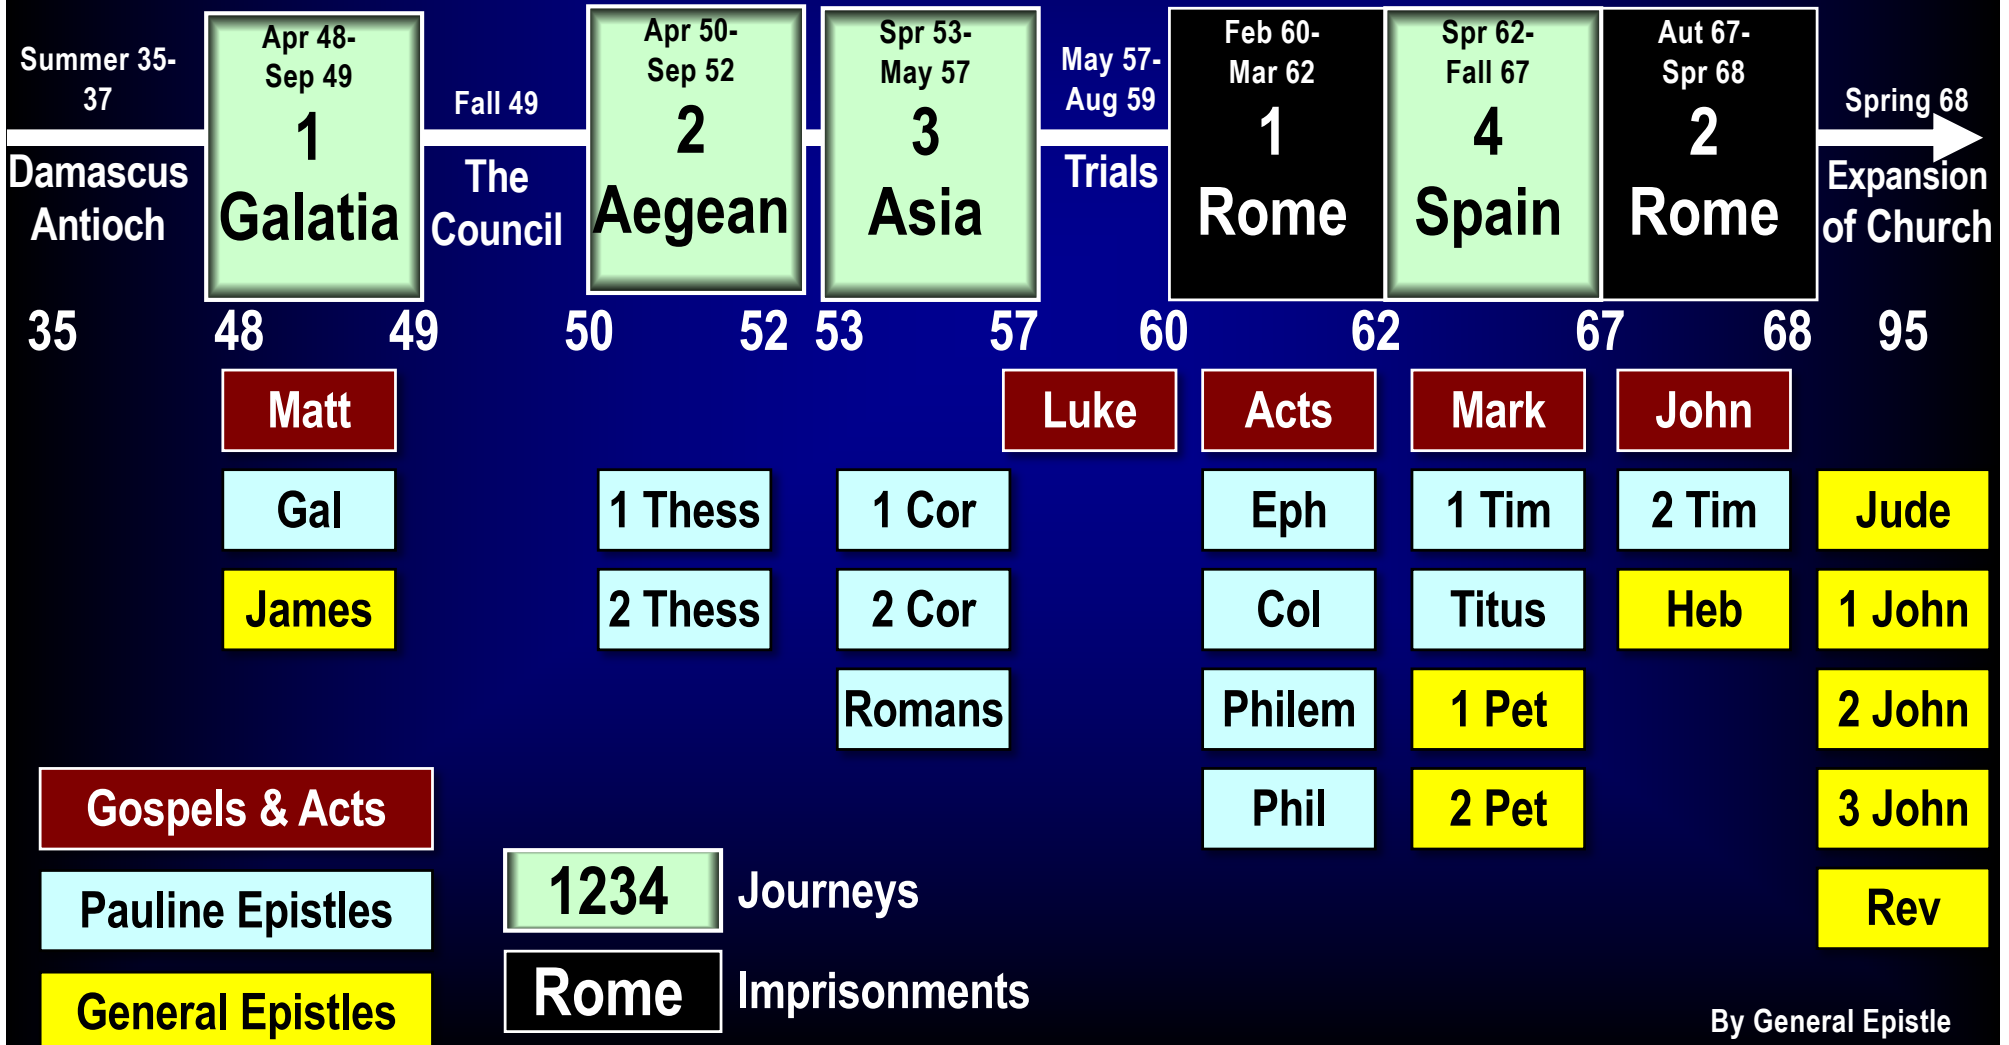 Summer 35-
37
Damascus
Antioch
Apr 48-
Sep 49
1
Galatia
Fall 49
The
Council
Apr 50-
Sep 52
2
Aegean
Spr 53-
May 57
3
Asia
May 57-
Aug 59
Trials
Feb 60-
Mar 62
1
Rome
Spr 62-
Fall 67
4
Spain
Aut 67-
Spr 68
2
Rome
Spring 68
Expansion
of Church
35 48 49 50 52 53 57 60 62 67 68 95
Matt Luke Acts Mark John
Gal 1 Thess 1 Cor Eph 1 Tim 2 Tim Jude
James 2 Thess 2 Cor Col Titus Heb 1 John
Romans Philem 1 Pet 2 John
Phil 2 Pet 3 John
Rev
Gospels & Acts
Pauline Epistles
General Epistles
1234 Journeys
Rome Imprisonments
By General Epistle